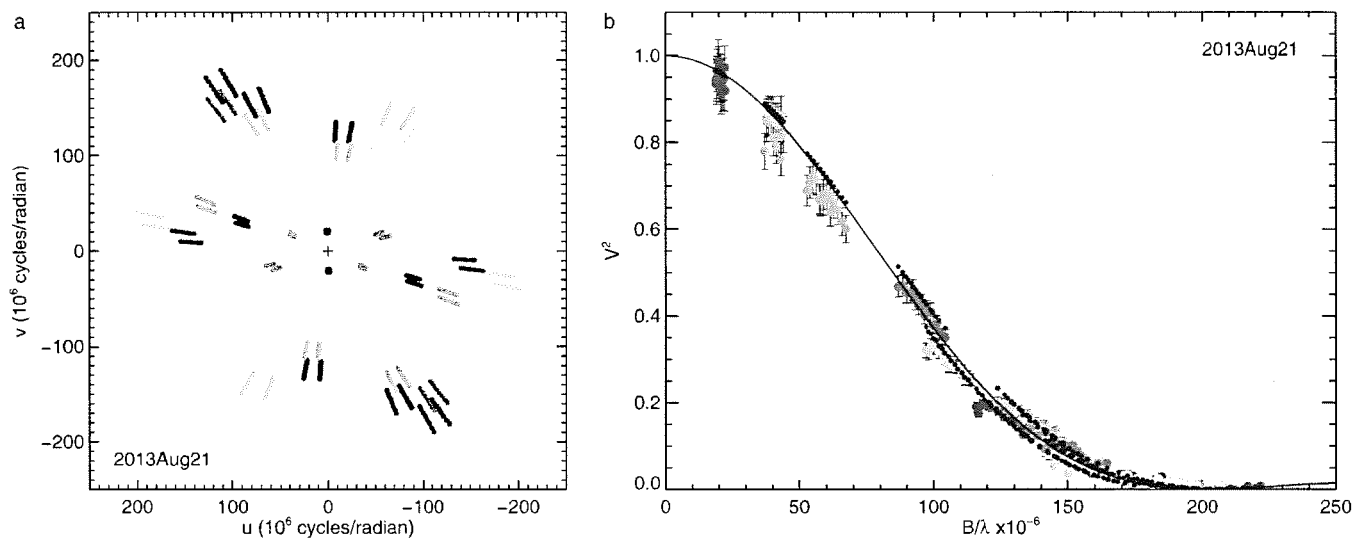 a
200
100
0
−100
−200
v (10⁶ cycles/radian)
2013Aug21
200 100 0 −100 −200
u (10⁶ cycles/radian)
b
2013Aug21
1.0
0.8
0.6
0.4
0.2
0.0
V²
0 50 100 150 200 250
B/λ x10⁻⁶